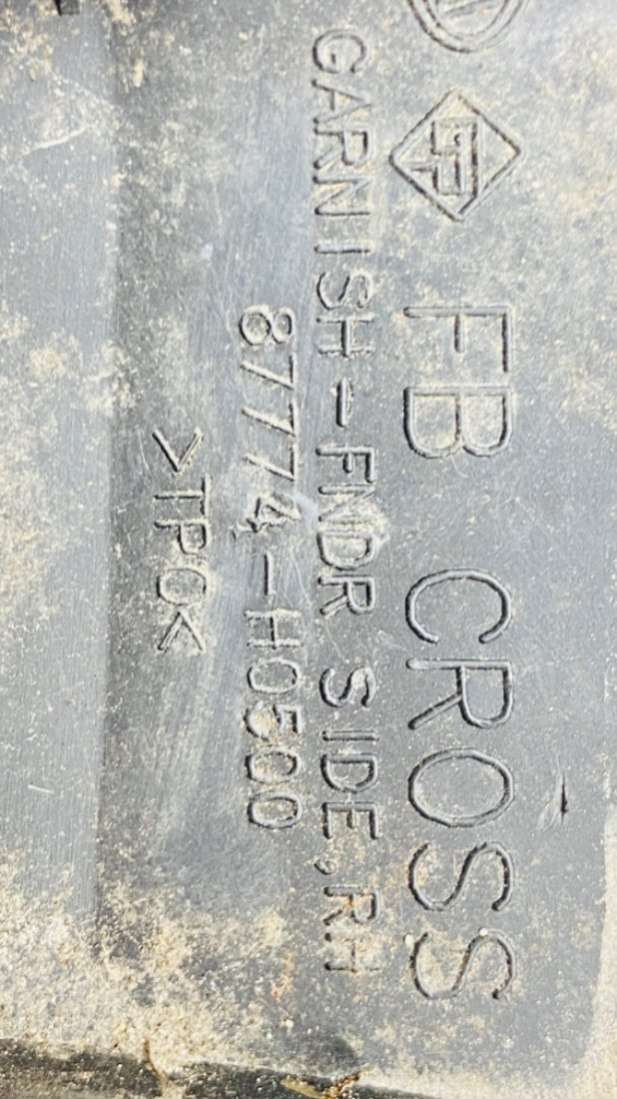 FB CROSS
GARNISH-FNDR SIDE,RH
87774-H0500
>TPO<